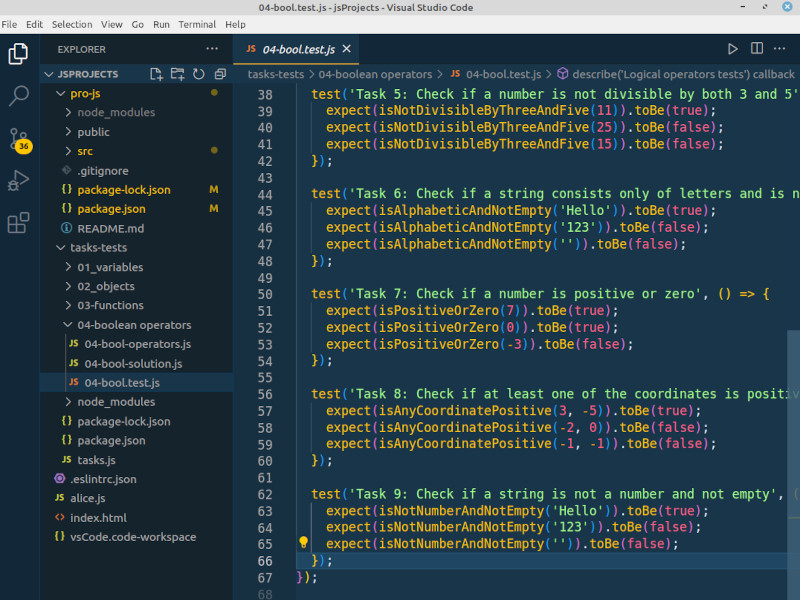 04-bool.test.js - jsProjects - Visual Studio Code
File Edit Selection View Go Run Terminal Help
EXPLORER
JSPROJECTS
pro-js
node_modules
public
src
.gitignore
package-lock.json M
package.json M
README.md
tasks-tests
01_variables
02_objects
03-functions
04-boolean operators
JS 04-bool-operators.js
JS 04-bool-solution.js
JS 04-bool.test.js
node_modules
{} package-lock.json
{} package.json
JS tasks.js
.eslintrc.json
JS alice.js
<> index.html
{} vsCode.code-workspace
36
JS 04-bool.test.js
tasks-tests > 04-boolean operators > JS 04-bool.test.js > describe('Logical operators tests') callback
38 test('Task 5: Check if a number is not divisible by both 3 and 5'
39 expect(isNotDivisibleByThreeAndFive(11)).toBe(true);
40 expect(isNotDivisibleByThreeAndFive(25)).toBe(false);
41 expect(isNotDivisibleByThreeAndFive(15)).toBe(false);
42 });
43
44 test('Task 6: Check if a string consists only of letters and is n
45 expect(isAlphabeticAndNotEmpty('Hello')).toBe(true);
46 expect(isAlphabeticAndNotEmpty('123')).toBe(false);
47 expect(isAlphabeticAndNotEmpty('')).toBe(false);
48 });
49
50 test('Task 7: Check if a number is positive or zero', () => {
51 expect(isPositiveOrZero(7)).toBe(true);
52 expect(isPositiveOrZero(0)).toBe(true);
53 expect(isPositiveOrZero(-3)).toBe(false);
54 });
55
56 test('Task 8: Check if at least one of the coordinates is positiv
57 expect(isAnyCoordinatePositive(3, -5)).toBe(true);
58 expect(isAnyCoordinatePositive(-2, 0)).toBe(false);
59 expect(isAnyCoordinatePositive(-1, -1)).toBe(false);
60 });
61
62 test('Task 9: Check if a string is not a number and not empty', (
63 expect(isNotNumberAndNotEmpty('Hello')).toBe(true);
64 expect(isNotNumberAndNotEmpty('123')).toBe(false);
65 expect(isNotNumberAndNotEmpty('')).toBe(false);
66 });
67 });
68